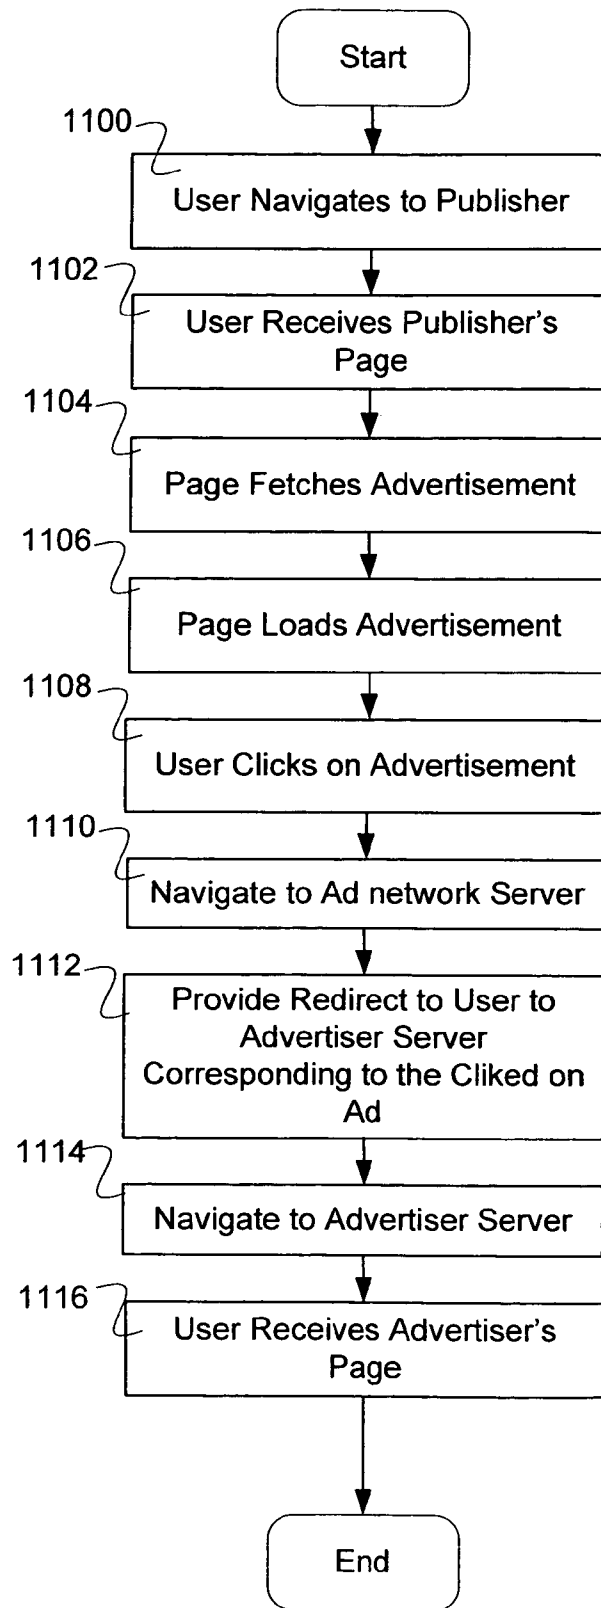 Start
1100
User Navigates to Publisher
1102
User Receives Publisher's
Page
1104
Page Fetches Advertisement
1106
Page Loads Advertisement
1108
User Clicks on Advertisement
1110
Navigate to Ad network Server
1112
Provide Redirect to User to
Advertiser Server
Corresponding to the Cliked on
Ad
1114
Navigate to Advertiser Server
1116
User Receives Advertiser's
Page
End